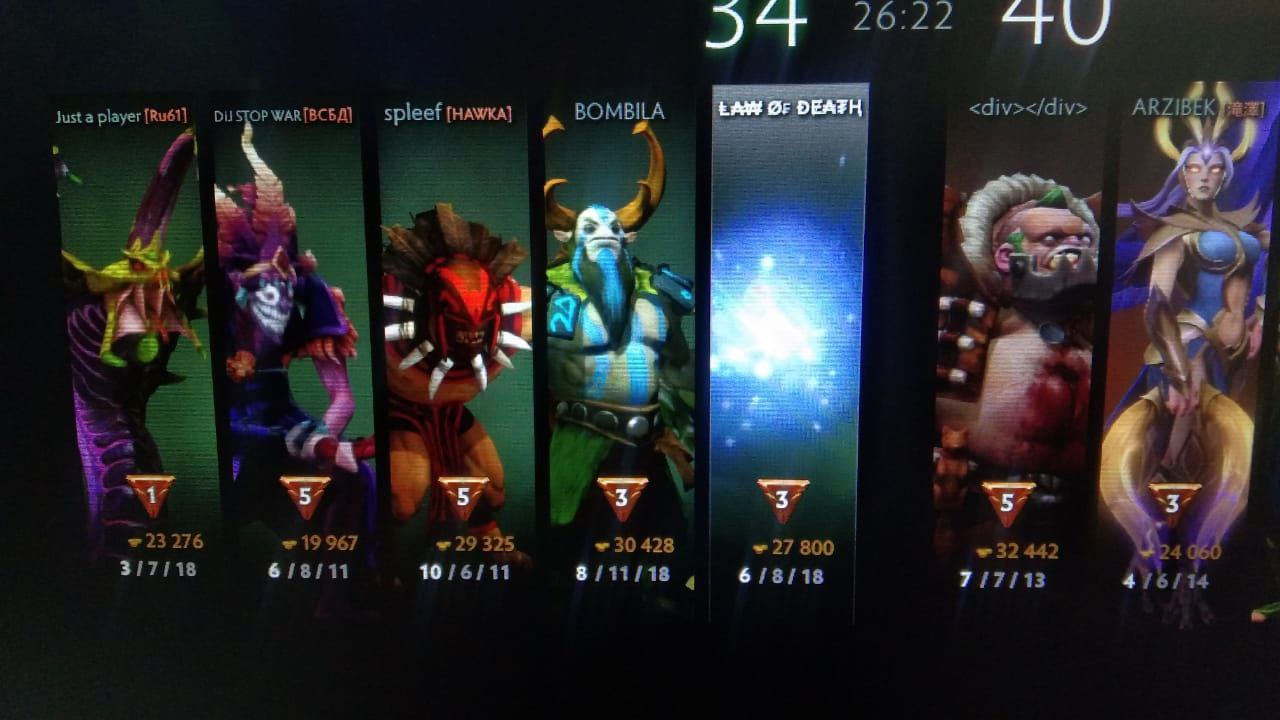 34 26:22 40
Just a player [Ru61] DiJ STOP WAR [ВСБД] spleef [HAWKA] BOMBILA ŁAW ØF DEATH <div></div> ARZIBEK [滝澤]
1 5 5 3 3 5 3
23 276 19 967 29 325 30 428 27 800 32 442 24 060
3 / 7 / 18 6 / 8 / 11 10 / 6 / 11 8 / 11 / 18 6 / 8 / 18 7 / 7 / 13 4 / 6 / 14